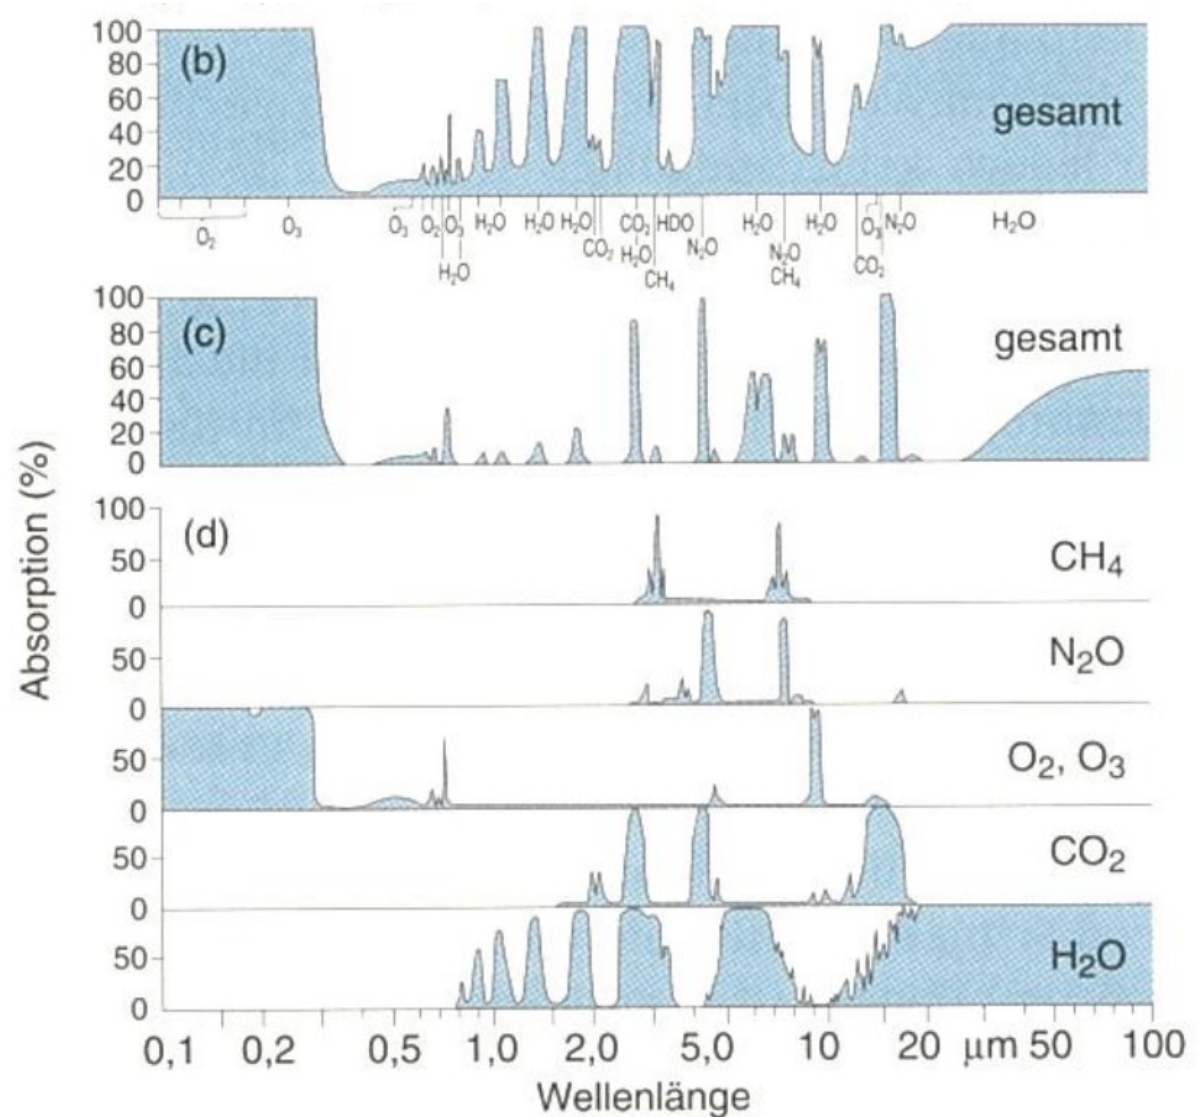 100
80
60
40
20
0
(b)
gesamt
O₂
O₃
O₃
O₂
O₃
H₂O
H₂O
H₂O
H₂O
CO₂
CO₂
H₂O
CH₄
HDO
N₂O
H₂O
N₂O
CH₄
H₂O
CO₂
O₃
N₂O
H₂O
100
80
60
40
20
0
(c)
gesamt
Absorption (%)
100
50
0
(d)
CH₄
50
0
N₂O
50
0
O₂, O₃
50
0
CO₂
50
0
H₂O
0,1 0,2 0,5 1,0 2,0 5,0 10 20 µm 50 100
Wellenlänge